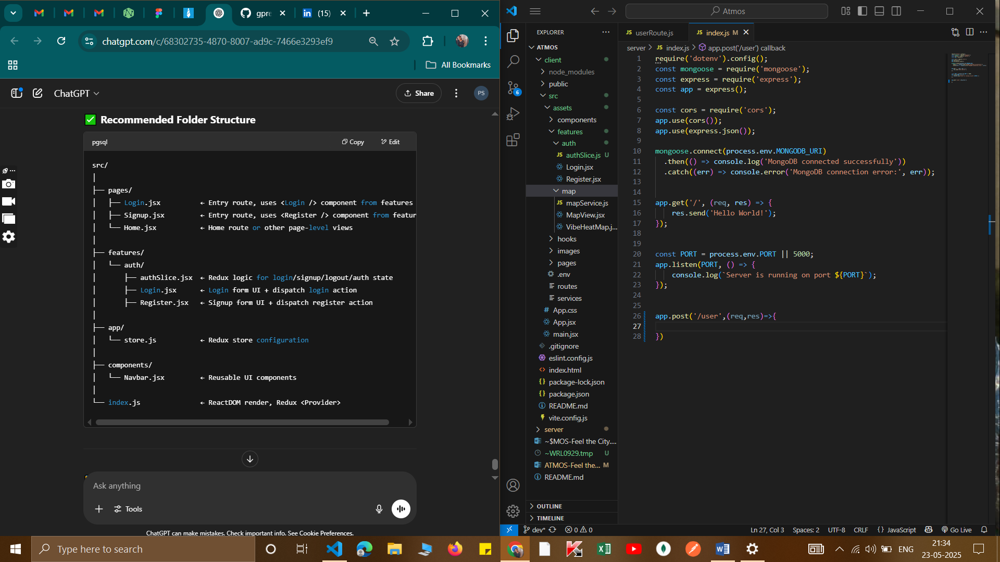 gpre
(15)
chatgpt.com/c/68302735-4870-8007-ad9c-7466e3293ef9
All Bookmarks
ChatGPT
Share
PS
Recommended Folder Structure
pgsql
Copy
Edit
src/
│
├── pages/
│   ├── Login.jsx          ← Entry route, uses <Login /> component from features
│   ├── Signup.jsx         ← Entry route, uses <Register /> component from featur
│   └── Home.jsx           ← Home route or other page-level views
│
├── features/
│   └── auth/
│       ├── authSlice.jsx  ← Redux logic for login/signup/logout/auth state
│       ├── Login.jsx      ← Login form UI + dispatch login action
│       ├── Register.jsx   ← Signup form UI + dispatch register action
│
├── app/
│   └── store.js           ← Redux store configuration
│
├── components/
│   └── Navbar.jsx         ← Reusable UI components
│
└── index.js               ← ReactDOM render, Redux <Provider>
Ask anything
Tools
ChatGPT can make mistakes. Check important info. See Cookie Preferences.
Atmos
EXPLORER
ATMOS
client
node_modules
public
src
assets
components
features
auth
authSlice.js U
Login.jsx
Register.jsx
map
mapService.js
MapView.jsx
VibeHeatMap.j...
hooks
images
pages
.env
routes
services
App.css
App.jsx
main.jsx
.gitignore
eslint.config.js
index.html
package-lock.json
package.json
README.md
vite.config.js
server
~$MOS-Feel the City....
~WRL0929.tmp U
ATMOS-Feel the... M
README.md
OUTLINE
TIMELINE
6
userRoute.js
index.js M
server > index.js > app.post('/user') callback
1 require('dotenv').config();
2 const mongoose = require('mongoose');
3 const express = require('express');
4 const app = express();
5
6 const cors = require('cors');
7 app.use(cors());
8 app.use(express.json());
9
10 mongoose.connect(process.env.MONGODB_URI)
11   .then(() => console.log('MongoDB connected successfully'))
12   .catch((err) => console.error('MongoDB connection error:', err));
13
14
15 app.get('/', (req, res) => {
16     res.send('Hello World!');
17 });
18
19
20 const PORT = process.env.PORT || 5000;
21 app.listen(PORT, () => {
22     console.log(`Server is running on port ${PORT}`);
23 });
24
25
26 app.post('/user',(req,res)=>{
27
28 })
dev*
0
0
Ln 27, Col 3
Spaces: 2
UTF-8
CRLF
{ } JavaScript
Go Live
Type here to search
ENG
21:34
23-05-2025